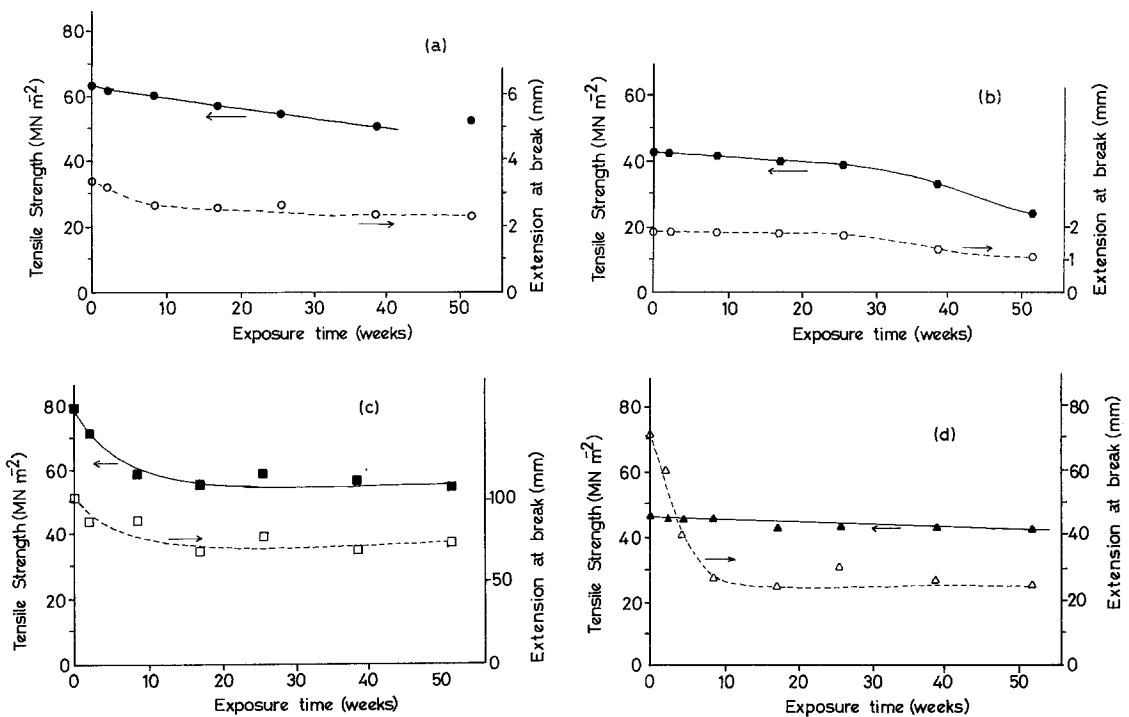 (a)
Tensile Strength (MN m⁻²)
80
60
40
20
0
Extension at break (mm)
6
4
2
0
0 10 20 30 40 50
Exposure time (weeks)
(b)
Tensile Strength (MN m⁻²)
60
40
20
0
Extension at break (mm)
2
1
0
0 10 20 30 40 50
Exposure time (weeks)
(c)
Tensile Strength (MN m⁻²)
80
60
40
20
0
Extension at break (mm)
100
50
0
0 10 20 30 40 50
Exposure time (weeks)
(d)
Tensile Strength (MN m⁻²)
80
60
40
20
0
Extension at break (mm)
80
60
40
20
0
0 10 20 30 40 50
Exposure time (weeks)